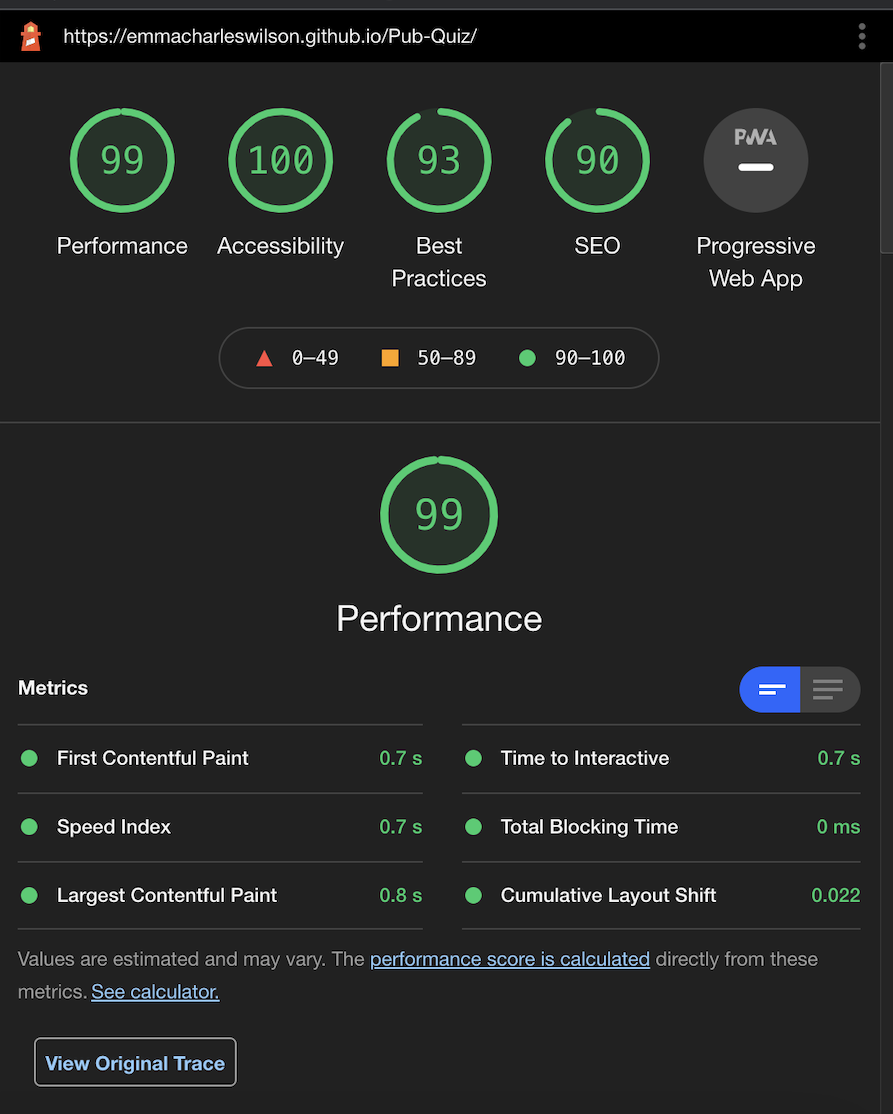 https://emmacharleswilson.github.io/Pub-Quiz/
99
100
93
90
PWA
Performance
Accessibility
Best
Practices
SEO
Progressive
Web App
0–49
50–89
90–100
99
Performance
Metrics
First Contentful Paint 0.7 s
Time to Interactive 0.7 s
Speed Index 0.7 s
Total Blocking Time 0 ms
Largest Contentful Paint 0.8 s
Cumulative Layout Shift 0.022
Values are estimated and may vary. The performance score is calculated directly from these
metrics. See calculator.
View Original Trace